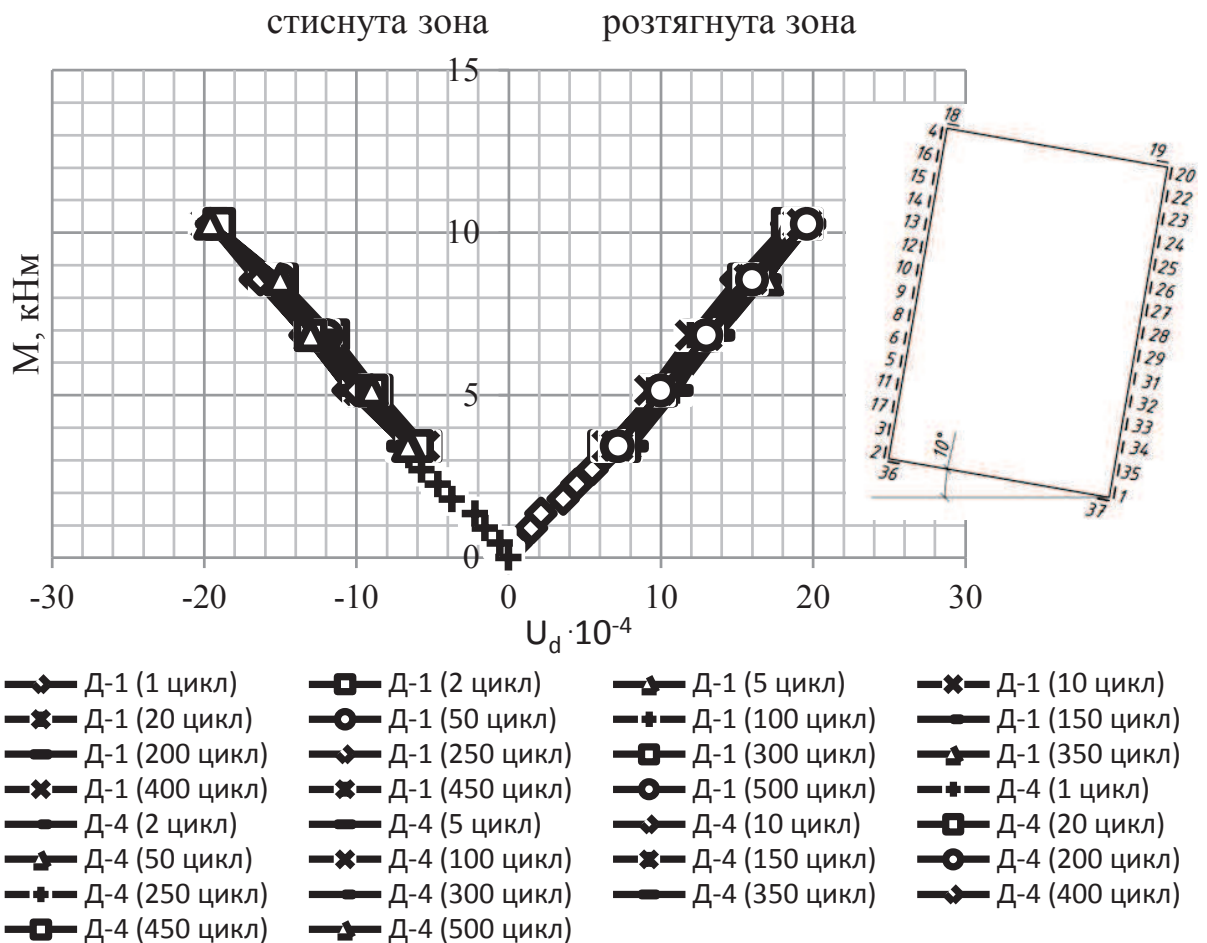 стиснута зона розтягнута зона
15
10
5
0
М, кНм
-30 -20 -10 0 10 20 30
U_d ·10⁻⁴
18
4 19
16 20
15 22
14 23
13 24
12 25
10 26
9 27
8 28
6 29
5 31
11 32
17 33
3 34
2 35
36 10° 1
37
Д-1 (1 цикл) Д-1 (2 цикл) Д-1 (5 цикл) Д-1 (10 цикл)
Д-1 (20 цикл) Д-1 (50 цикл) Д-1 (100 цикл) Д-1 (150 цикл)
Д-1 (200 цикл) Д-1 (250 цикл) Д-1 (300 цикл) Д-1 (350 цикл)
Д-1 (400 цикл) Д-1 (450 цикл) Д-1 (500 цикл) Д-4 (1 цикл)
Д-4 (2 цикл) Д-4 (5 цикл) Д-4 (10 цикл) Д-4 (20 цикл)
Д-4 (50 цикл) Д-4 (100 цикл) Д-4 (150 цикл) Д-4 (200 цикл)
Д-4 (250 цикл) Д-4 (300 цикл) Д-4 (350 цикл) Д-4 (400 цикл)
Д-4 (450 цикл) Д-4 (500 цикл)